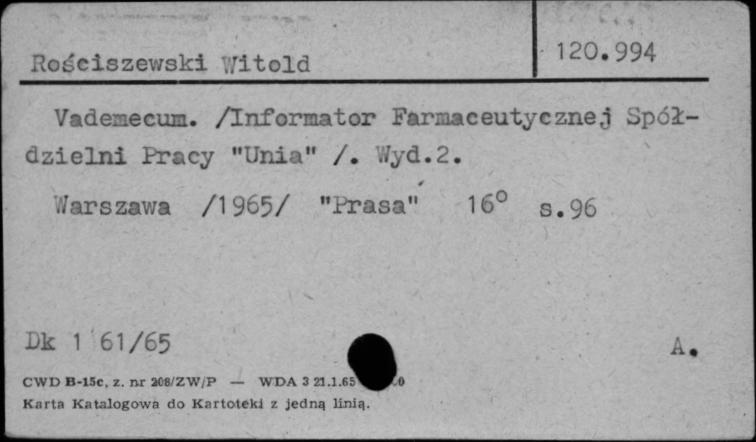 Rościszewski Witold 120.994
Vademecum. /Informator Farmaceutycznej Spół-
dzielni Pracy "Unia" /. Wyd.2.
Warszawa /1965/ "Prasa" 16° s.96
Dk 1 61/65 A.
CWD B-15c, z. nr 208/ZW/P — WDA 3 21.1.65
Karta Katalogowa do Kartoteki z jedną linią.